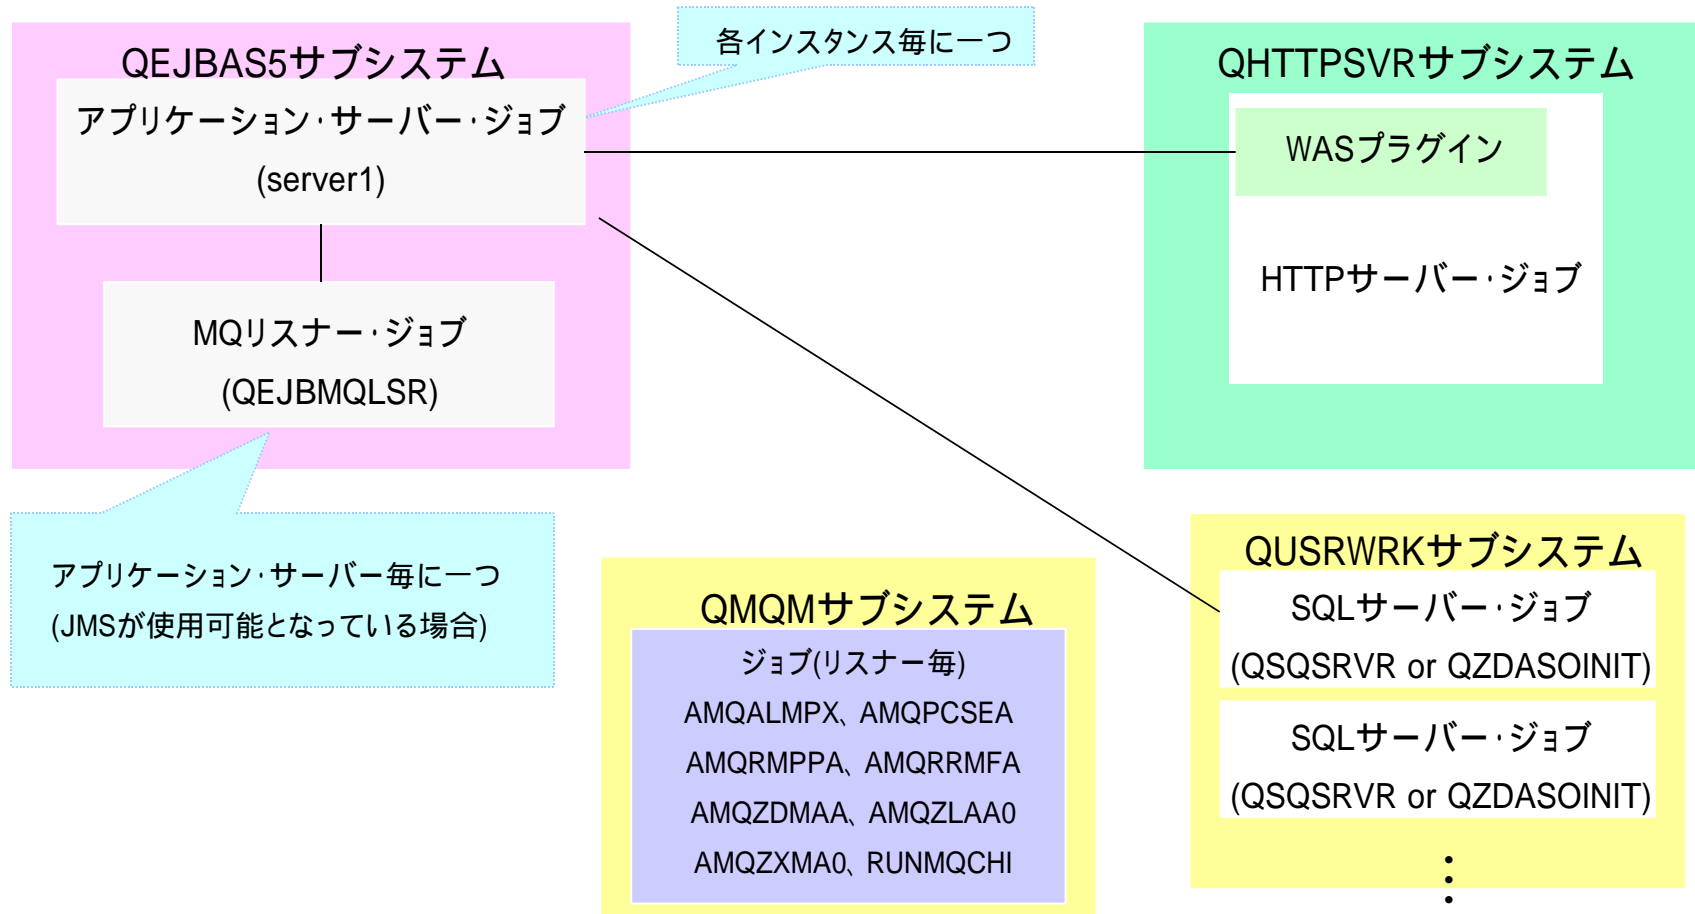 各インスタンス毎に一つ
QEJBAS5サブシステム
アプリケーション・サーバー・ジョブ
(server1)
MQリスナー・ジョブ
(QEJBMQLSR)
アプリケーション・サーバー毎に一つ
(JMSが使用可能となっている場合)
QHTTPSVRサブシステム
WASプラグイン
HTTPサーバー・ジョブ
QMQMサブシステム
ジョブ(リスナー毎)
AMQALMPX、AMQPCSEA
AMQRMPPA、AMQRRMFA
AMQZDMAA、AMQZLAA0
AMQZXMA0、RUNMQCHI
QUSRWRKサブシステム
SQLサーバー・ジョブ
(QSQSRVR or QZDASOINIT)
SQLサーバー・ジョブ
(QSQSRVR or QZDASOINIT)